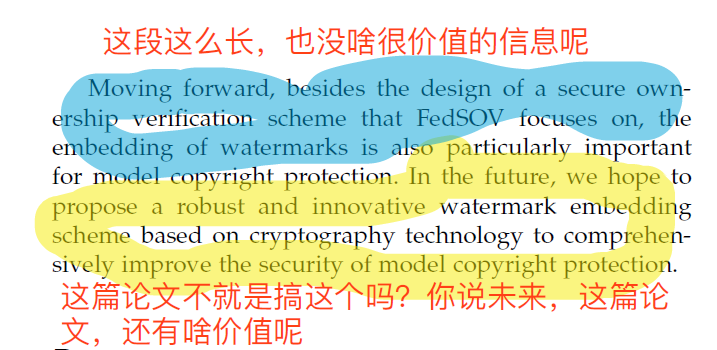 这段这么长，也没啥很价值的信息呢
Moving forward, besides the design of a secure own-
ership verification scheme that FedSOV focuses on, the
embedding of watermarks is also particularly important
for model copyright protection. In the future, we hope to
propose a robust and innovative watermark embedding
scheme based on cryptography technology to comprehen-
sively improve the security of model copyright protection.
这篇论文不就是搞这个吗？你说未来，这篇论
文，还有啥价值呢